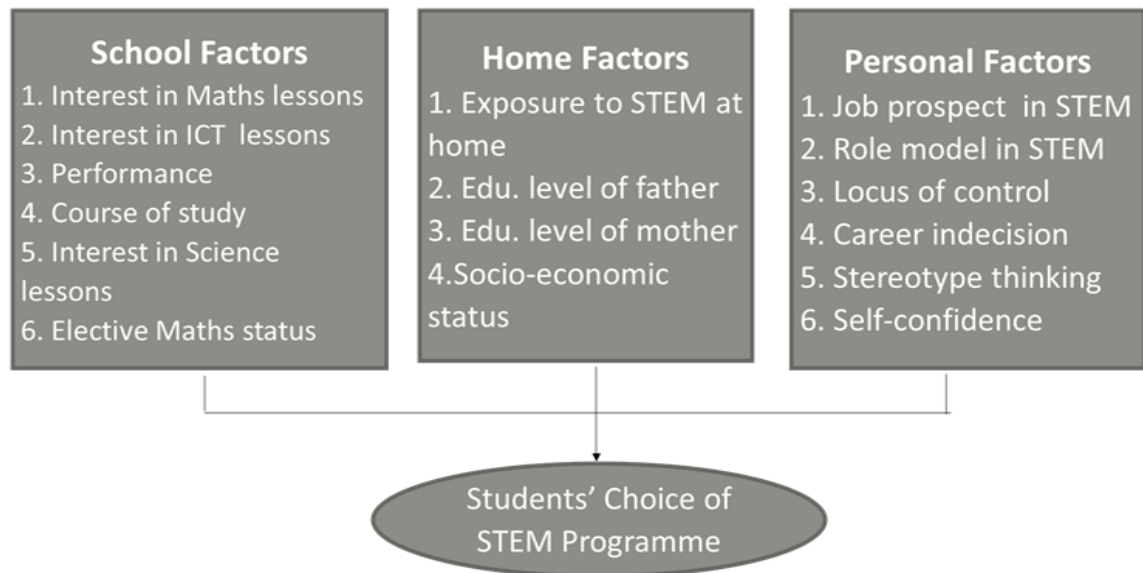 School Factors
1. Interest in Maths lessons
2. Interest in ICT lessons
3. Performance
4. Course of study
5. Interest in Science
lessons
6. Elective Maths status
Home Factors
1. Exposure to STEM at
home
2. Edu. level of father
3. Edu. level of mother
4.Socio-economic
status
Personal Factors
1. Job prospect in STEM
2. Role model in STEM
3. Locus of control
4. Career indecision
5. Stereotype thinking
6. Self-confidence
Students’ Choice of
STEM Programme